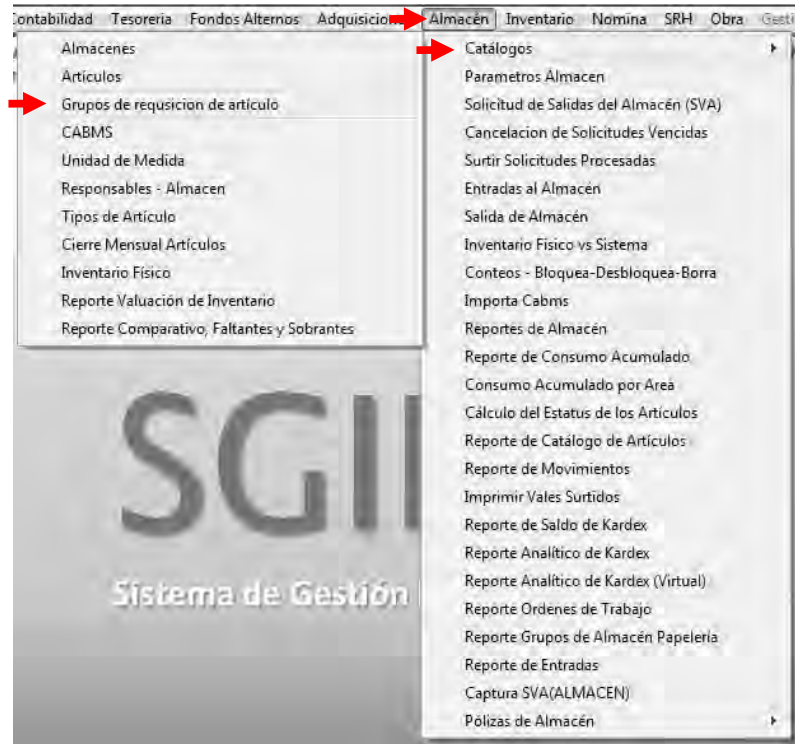 ontabilidad Tesoreria Fondos Alternos Adquisicion Almacén Inventario Nomina SRH Obra Gesti
Almacenes
Artículos
Grupos de requsicion de artículo
CABMS
Unidad de Medida
Responsables - Almacen
Tipos de Artículo
Cierre Mensual Artículos
Inventario Físico
Reporte Valuación de Inventario
Reporte Comparativo, Faltantes y Sobrantes
Catálogos
Parametros Almacen
Solicitud de Salidas del Almacén (SVA)
Cancelacion de Solicitudes Vencidas
Surtir Solicitudes Procesadas
Entradas al Almacén
Salida de Almacén
Inventario Fisico vs Sistema
Conteos - Bloquea-Desbloquea-Borra
Importa Cabms
Reportes de Almacén
Reporte de Consumo Acumulado
Consumo Acumulado por Area
Cálculo del Estatus de los Artículos
Reporte de Catálogo de Artículos
Reporte de Movimientos
Imprimir Vales Surtidos
Reporte de Saldo de Kardex
Reporte Analítico de Kardex
Reporte Analítico de Kardex (Virtual)
Reporte Ordenes de Trabajo
Reporte Grupos de Almacén Papeleria
Reporte de Entradas
Captura SVA(ALMACEN)
Pólizas de Almacén
SGI
Sistema de Gestión